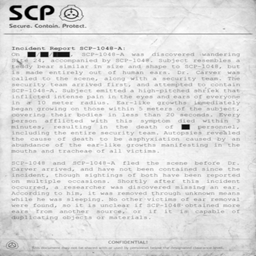 SCP
Secure. Contain. Protect.
Incident Report SCP-1048-A:
On ██ ██ ███, SCP-1048-A was discovered wandering
Site 24, accompanied by SCP-1048. Subject resembles a
teddy bear similar in size and shape to SCP-1048, but
is made entirely of human ears. Dr. Carver was
called to the scene, along with a security team. The
security team arrived first, and attempted to contain
SCP-1048-A. Subject emitted a high-pitched shriek that
inflicted intense pain in the eyes and ears of everyone
in a 10 meter radius. Ear-like growths immediately
began growing on those within 5 meters of the subject,
covering their bodies in less than 20 seconds. Every
person afflicted with this symptom died within 3
minutes, resulting in the death of ██ personnel,
including the entire security team. Autopsies revealed
the cause of death to be asphyxiation caused by an
abundance of the ear-like growths manifesting in the
mouths and tracheae of all victims.
SCP-1048 and SCP-1048-A fled the scene before Dr.
Carver arrived, and have not been contained since the
incident, though sightings of both have been reported
on multiple occasions. Shortly after this incident
occurred, a researcher was discovered missing an ear.
According to him, it was removed through unknown means
while he was sleeping. No other victims of ear removal
were found, so it is unclear if SCP-1048 obtained more
ears from another source, or if it is capable of
duplicating objects or materials.
CONFIDENTIAL!